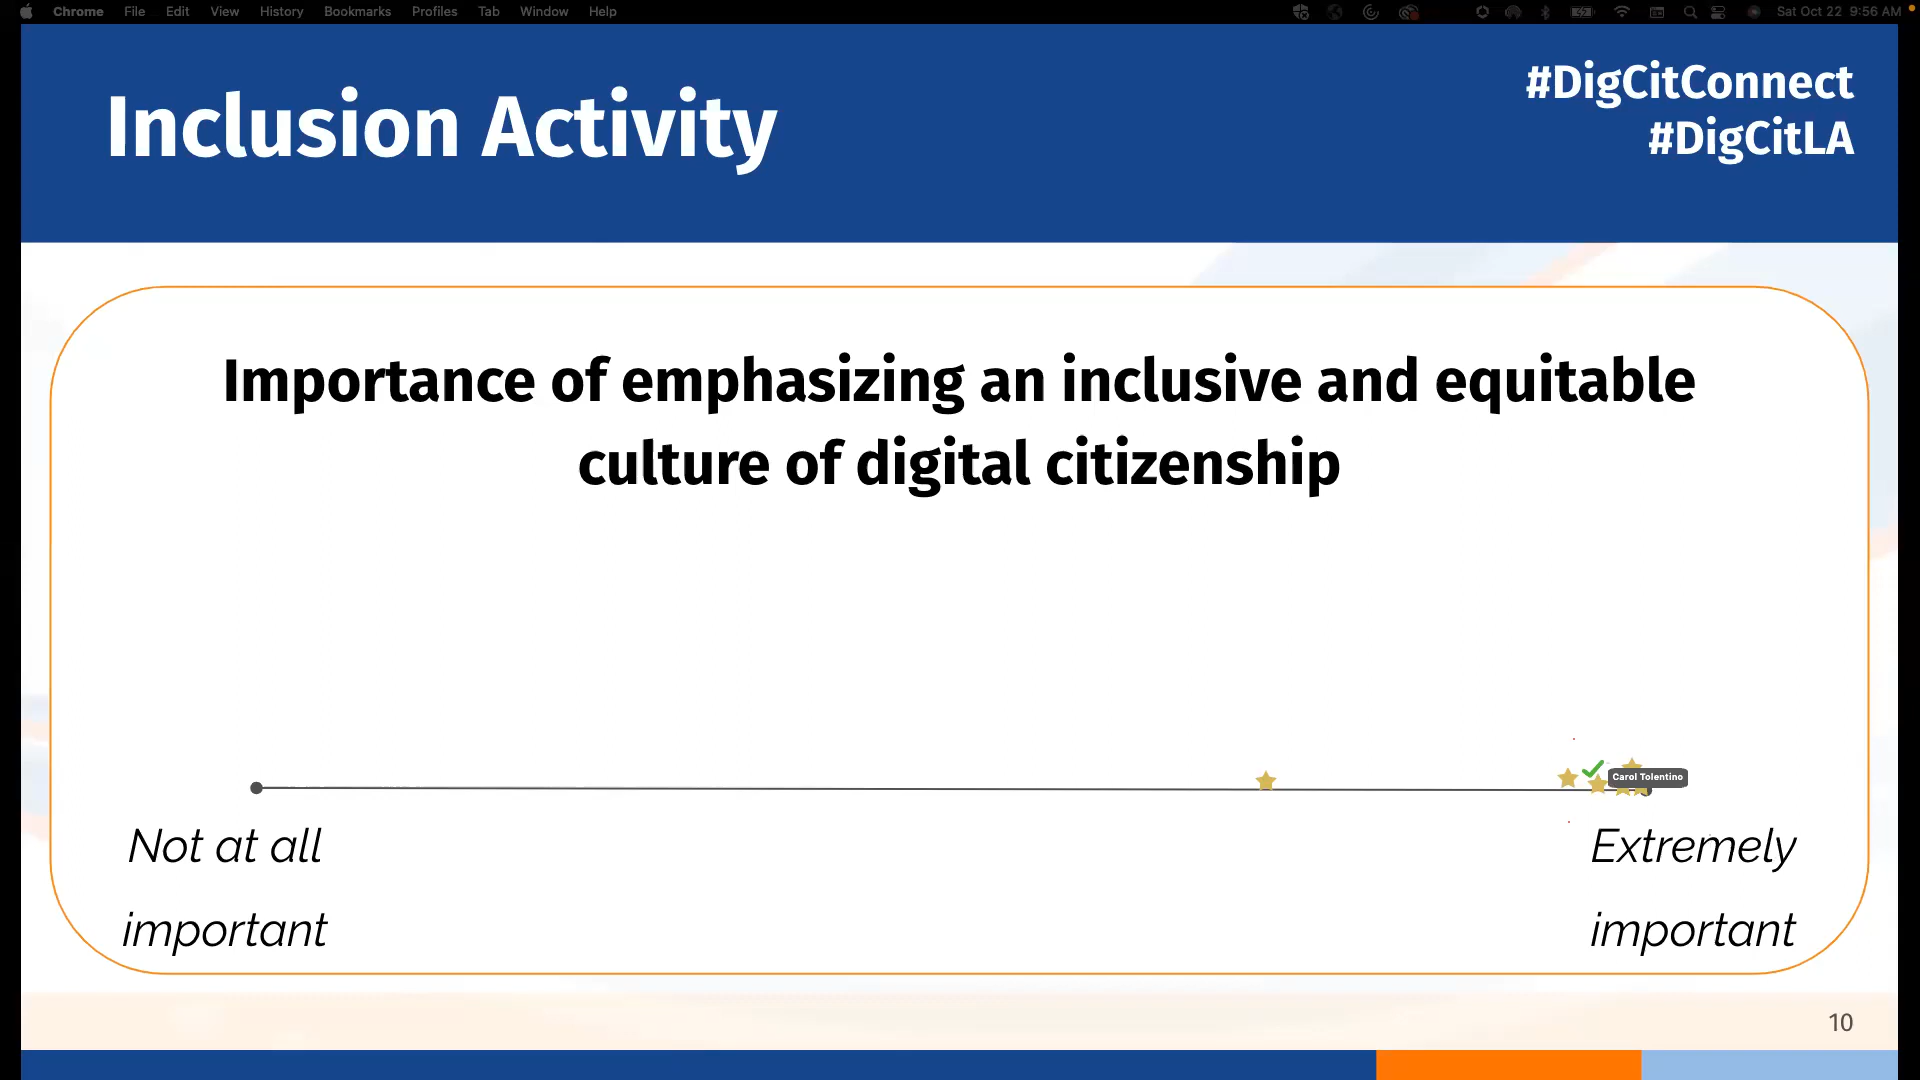 Chrome File Edit View History Bookmarks Profiles Tab Window Help Sat Oct 22 9:56 AM
Inclusion Activity
#DigCitConnect
#DigCitLA
Importance of emphasizing an inclusive and equitable
culture of digital citizenship
Carol Tolentino
Not at all
important
Extremely
important
10